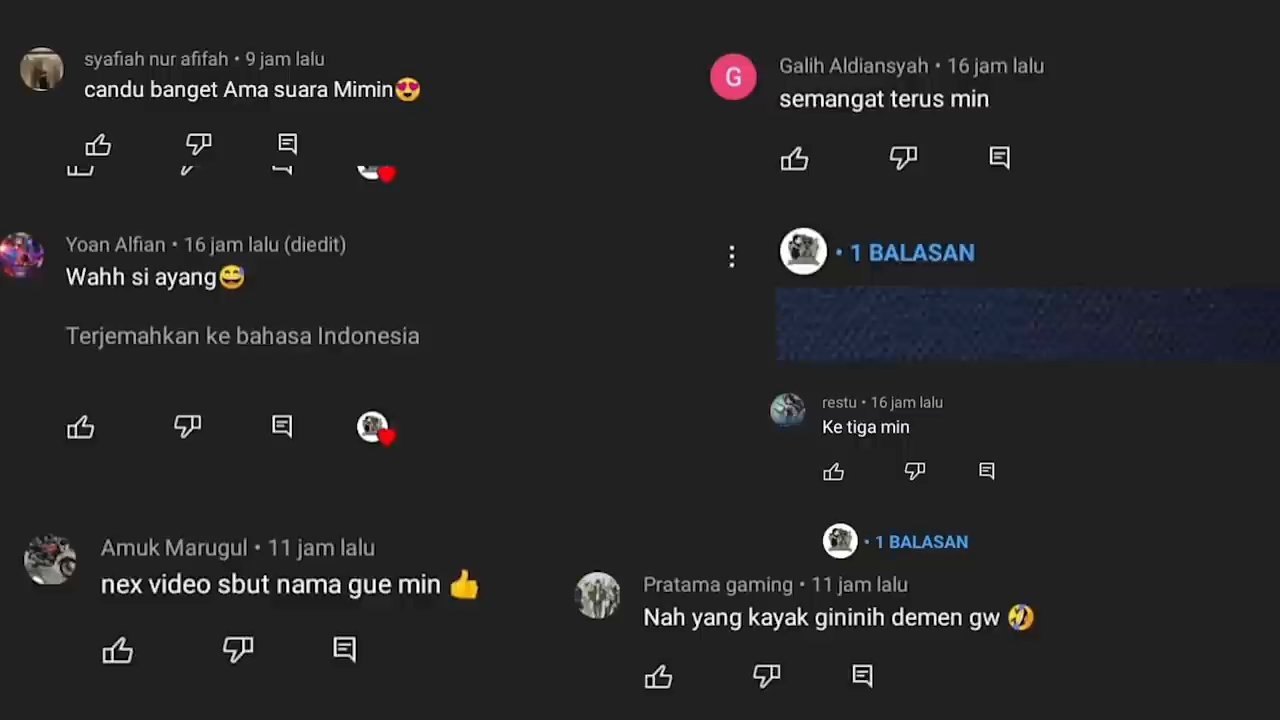 syafiah nur afifah • 9 jam lalu
candu banget Ama suara Mimin😍
Yoan Alfian • 16 jam lalu (diedit)
Wahh si ayang😅
Terjemahkan ke bahasa Indonesia
Amuk Marugul • 11 jam lalu
nex video sbut nama gue min 👍
G
Galih Aldiansyah • 16 jam lalu
semangat terus min
• 1 BALASAN
restu • 16 jam lalu
Ke tiga min
• 1 BALASAN
Pratama gaming • 11 jam lalu
Nah yang kayak gininih demen gw 🤣